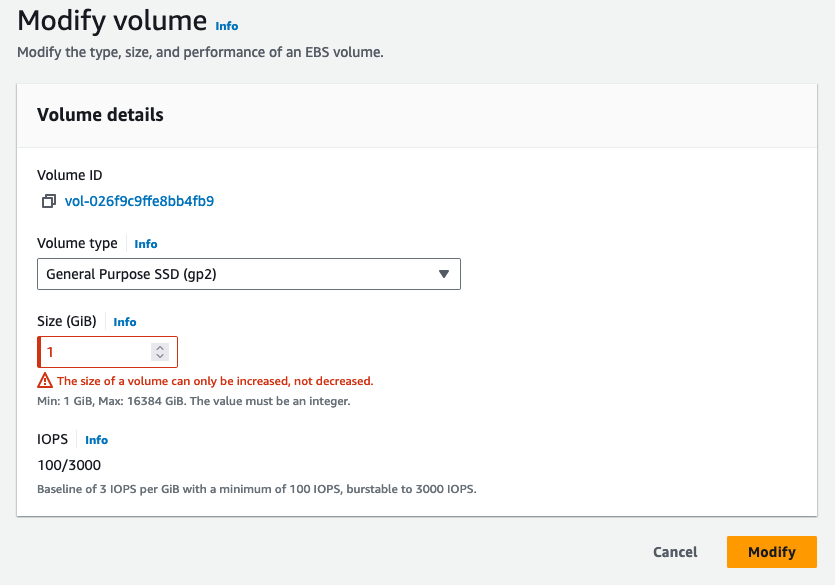 Modify volume Info
Modify the type, size, and performance of an EBS volume.
Volume details
Volume ID
vol-026f9c9ffe8bb4fb9
Volume type Info
General Purpose SSD (gp2)
Size (GiB) Info
1
The size of a volume can only be increased, not decreased.
Min: 1 GiB, Max: 16384 GiB. The value must be an integer.
IOPS Info
100/3000
Baseline of 3 IOPS per GiB with a minimum of 100 IOPS, burstable to 3000 IOPS.
Cancel Modify